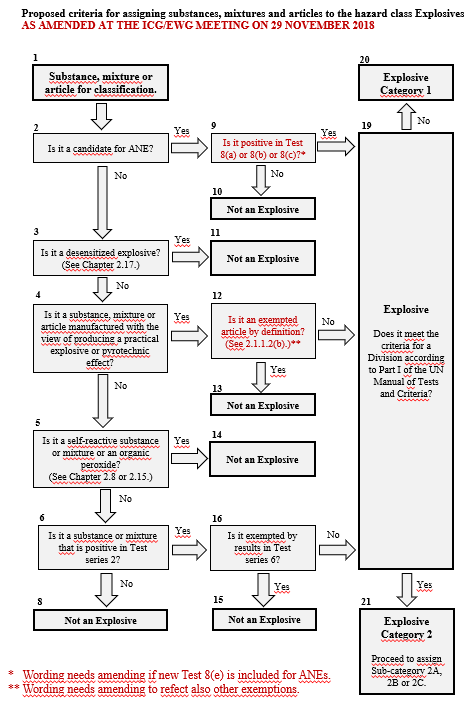 Proposed criteria for assigning substances, mixtures and articles to the hazard class Explosives
AS AMENDED AT THE ICG/EWG MEETING ON 29 NOVEMBER 2018
1
Substance, mixture or
article for classification.
20
Explosive
Category 1
No
2
Is it a candidate for ANE?
Yes
9
Is it positive in Test
8(a) or 8(b) or 8(c)?*
Yes
19
No
No
10
Not an Explosive
3
Is it a desensitized explosive?
(See Chapter 2.17.)
Yes
11
Not an Explosive
No
4
Is it a substance, mixture or
article manufactured with the
view of producing a practical
explosive or pyrotechnic
effect?
Yes
12
Is it an exempted
article by definition?
(See 2.1.1.2(b).)**
No
Explosive
Does it meet the
criteria for a
Division according
to Part I of the UN
Manual of Tests
and Criteria?
No
Yes
13
Not an Explosive
5
Is it a self-reactive substance
or mixture or an organic
peroxide?
(See Chapter 2.8 or 2.15.)
Yes
14
Not an Explosive
No
6
Is it a substance or mixture
that is positive in Test
series 2?
Yes
16
Is it exempted by
results in Test
series 6?
No
No
Yes
Yes
8
Not an Explosive
15
Not an Explosive
21
Explosive
Category 2
Proceed to assign
Sub-category 2A,
2B or 2C.
* Wording needs amending if new Test 8(e) is included for ANEs.
** Wording needs amending to refect also other exemptions.